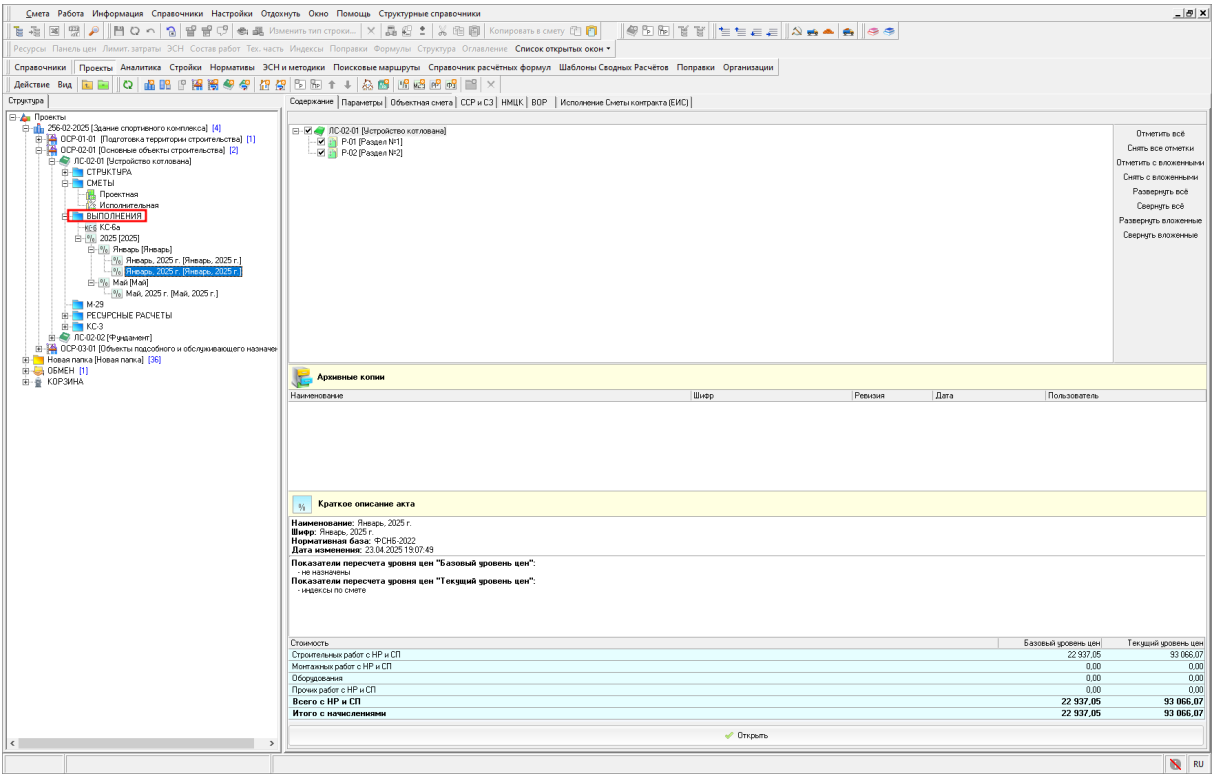 Смета Работа Информация Справочники Настройки Отдохнуть Окно Помощь Структурные справочники
Изменить тип строки... Копировать в смету
Ресурсы Панель цен Лимит. затраты ЭСН Состав работ Тех. часть Индексы Поправки Формулы Структура Оглавление Список открытых окон
Справочники Проекты Аналитика Стройки Нормативы ЭСН и методики Поисковые маршруты Справочник расчётных формул Шаблоны Сводных Расчётов Поправки Организации
Действие Вид
Структура
Проекты
256-02-2025 [Здание спортивного комплекса] [4]
ОСР-01-01 [Подготовка территории строительства] [1]
ОСР-02-01 [Основные объекты строительства] [2]
ЛС-02-01 [Устройство котлована]
СТРУКТУРА
СМЕТЫ
Проектная
Исполнительная
ВЫПОЛНЕНИЯ
КС-6 КС-6а
2025 [2025]
Январь [Январь]
Январь, 2025 г. [Январь, 2025 г.]
Январь, 2025 г. [Январь, 2025 г.]
Май [Май]
Май, 2025 г. [Май, 2025 г.]
М-29
РЕСУРСНЫЕ РАСЧЕТЫ
КС-3
ЛС-02-02 [Фундамент]
ОСР-03-01 [Объекты подсобного и обслуживающего назначен
Новая папка [Новая папка] [36]
ОБМЕН [1]
КОРЗИНА
Содержание Параметры Объектная смета ССР и СЗ НМЦК ВОР Исполнение Сметы контракта (ЕИС)
ЛС-02-01 [Устройство котлована]
Р-01 [Раздел №1]
Р-02 [Раздел №2]
Отметить всё
Снять все отметки
Отметить с вложенными
Снять с вложенными
Развернуть всё
Свернуть всё
Развернуть вложенные
Свернуть вложенные
Архивные копии
Наименование Шифр Ревизия Дата Пользователь
Краткое описание акта
Наименование: Январь, 2025 г.
Шифр: Январь, 2025 г.
Нормативная база: ФСНБ-2022
Дата изменения: 23.04.2025 19:07:49
Показатели пересчета уровня цен "Базовый уровень цен":
- не назначены
Показатели пересчета уровня цен "Текущий уровень цен":
- индексы по смете
Стоимость Базовый уровень цен Текущий уровень цен
Строительных работ с НР и СП 22 937,05 93 066,07
Монтажных работ с НР и СП 0,00 0,00
Оборудования 0,00 0,00
Прочих работ с НР и СП 0,00 0,00
Всего с НР и СП 22 937,05 93 066,07
Итого с начислениями 22 937,05 93 066,07
Открыть
RU